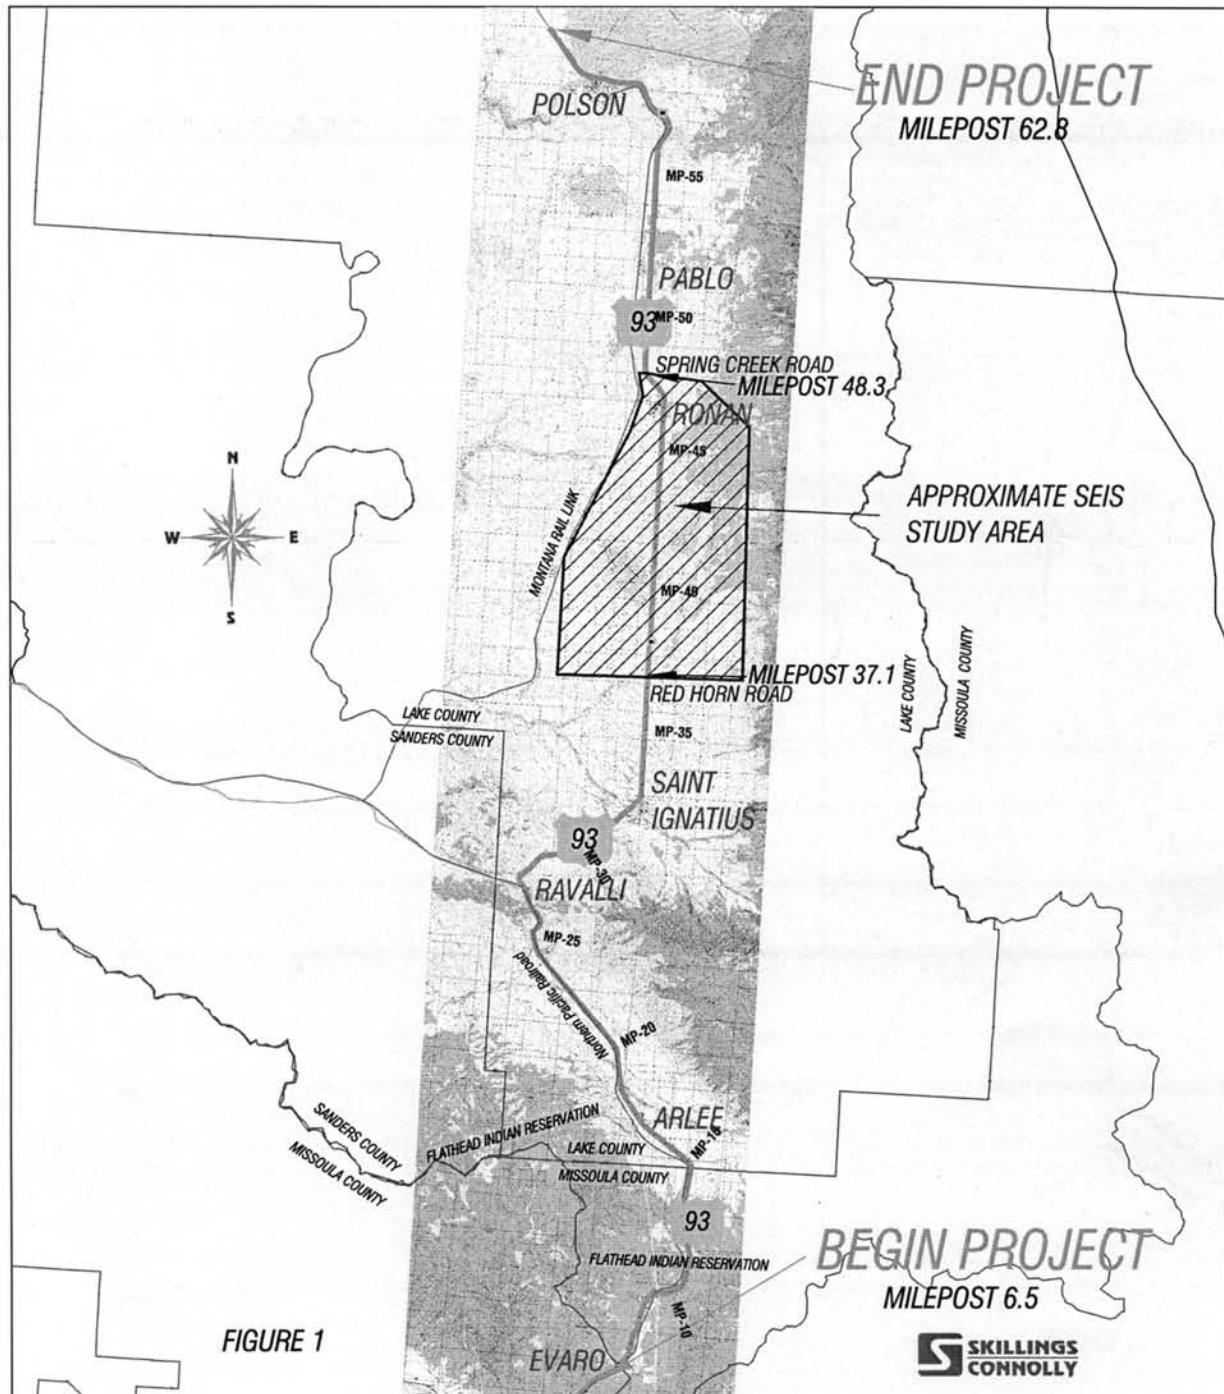 END PROJECT
MILEPOST 62.8
POLSON
MP-55
PABLO
93
MP-50
SPRING CREEK ROAD
MILEPOST 48.3
RONAN
MP-45
N
W
E
S
MONTANA RAIL LINK
APPROXIMATE SEIS
STUDY AREA
MP-40
MILEPOST 37.1
RED HORN ROAD
LAKE COUNTY
MISSOULA COUNTY
LAKE COUNTY
SANDERS COUNTY
MP-35
SAINT
IGNATIUS
93
MP-30
RAVALLI
MP-25
Northern Pacific Railroad
MP-20
ARLEE
MP-15
SANDERS COUNTY
MISSOULA COUNTY
FLATHEAD INDIAN RESERVATION
LAKE COUNTY
MISSOULA COUNTY
93
FLATHEAD INDIAN RESERVATION
BEGIN PROJECT
MILEPOST 6.5
MP-10
FIGURE 1
EVARO
SKILLINGS
CONNOLLY